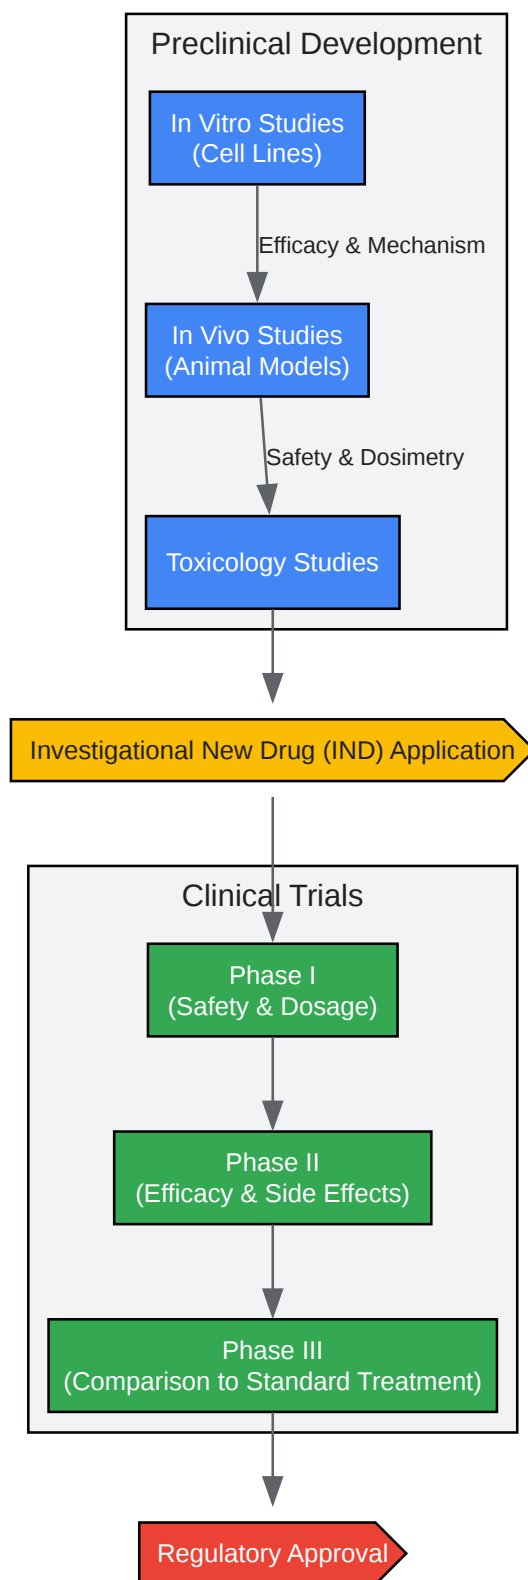 Preclinical Development
In Vitro Studies
(Cell Lines)
Efficacy & Mechanism
In Vivo Studies
(Animal Models)
Safety & Dosimetry
Toxicology Studies
Investigational New Drug (IND) Application
Clinical Trials
Phase I
(Safety & Dosage)
Phase II
(Efficacy & Side Effects)
Phase III
(Comparison to Standard Treatment)
Regulatory Approval